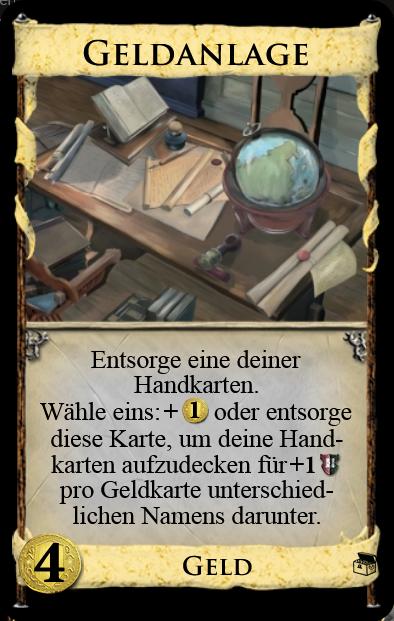 GELDANLAGE
Entsorge eine deiner
Handkarten.
Wähle eins: + 1 oder entsorge
diese Karte, um deine Hand-
karten aufzudecken für +1
pro Geldkarte unterschied-
lichen Namens darunter.
4 GELD